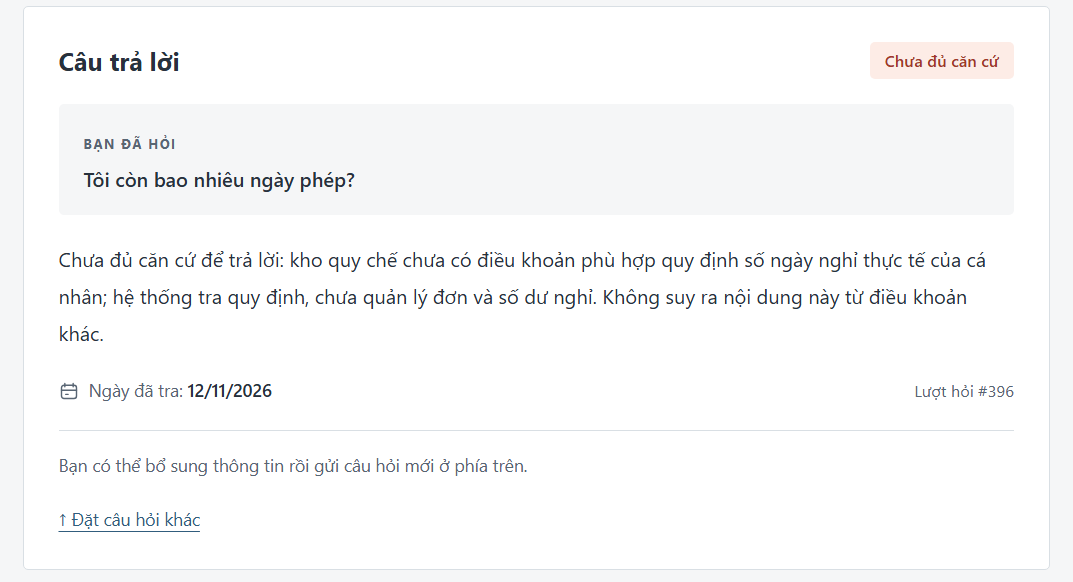 Câu trả lời
Chưa đủ căn cứ
BẠN ĐÃ HỎI
Tôi còn bao nhiêu ngày phép?
Chưa đủ căn cứ để trả lời: kho quy chế chưa có điều khoản phù hợp quy định số ngày nghỉ thực tế của cá
nhân; hệ thống tra quy định, chưa quản lý đơn và số dư nghỉ. Không suy ra nội dung này từ điều khoản
khác.
Ngày đã tra: 12/11/2026
Lượt hỏi #396
Bạn có thể bổ sung thông tin rồi gửi câu hỏi mới ở phía trên.
↑ Đặt câu hỏi khác